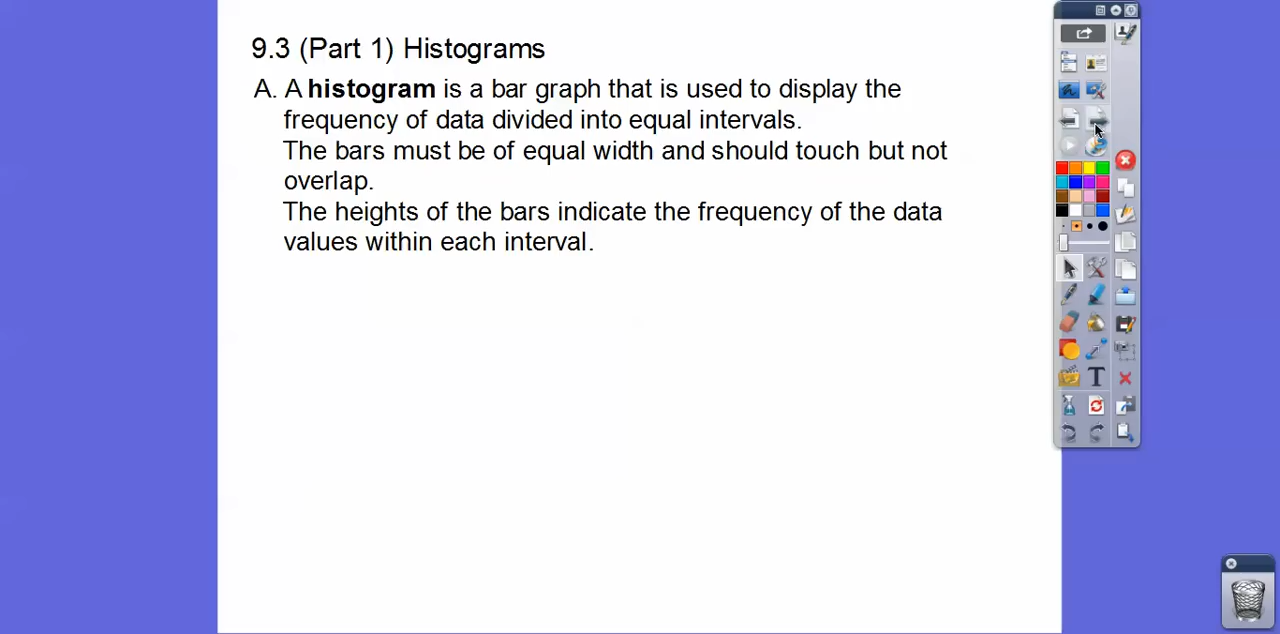 9.3 (Part 1) Histograms
A. A histogram is a bar graph that is used to display the
frequency of data divided into equal intervals.
The bars must be of equal width and should touch but not
overlap.
The heights of the bars indicate the frequency of the data
values within each interval.
T